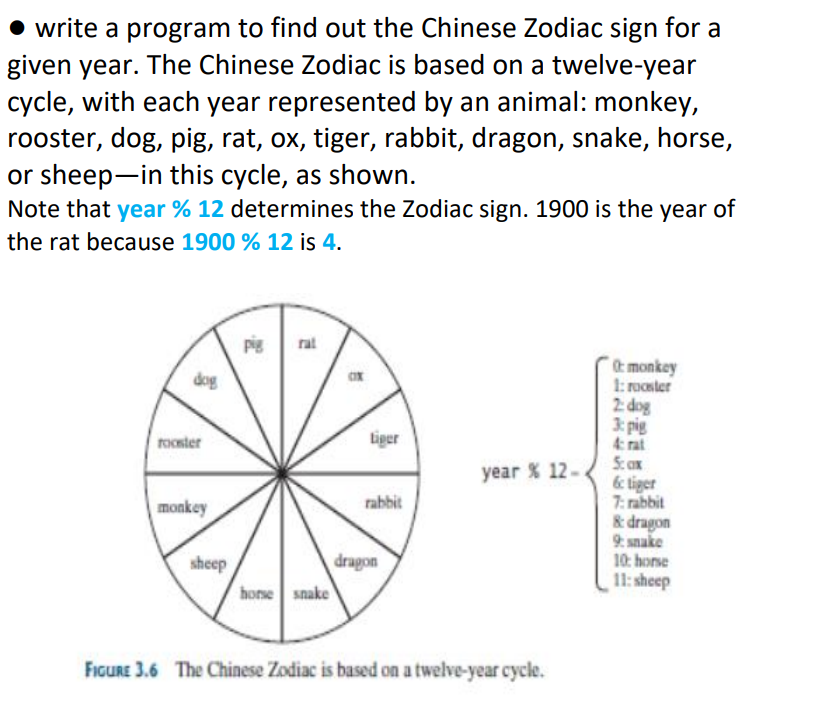 ● write a program to find out the Chinese Zodiac sign for a
given year. The Chinese Zodiac is based on a twelve-year
cycle, with each year represented by an animal: monkey,
rooster, dog, pig, rat, ox, tiger, rabbit, dragon, snake, horse,
or sheep—in this cycle, as shown.
Note that year % 12 determines the Zodiac sign. 1900 is the year of
the rat because 1900 % 12 is 4.
pig
rat
dog
ox
rooster
tiger
monkey
rabbit
sheep
dragon
horse
snake
year % 12 =
0: monkey
1: rooster
2: dog
3: pig
4: rat
5: ox
6: tiger
7: rabbit
8: dragon
9: snake
10: horse
11: sheep
FIGURE 3.6 The Chinese Zodiac is based on a twelve-year cycle.